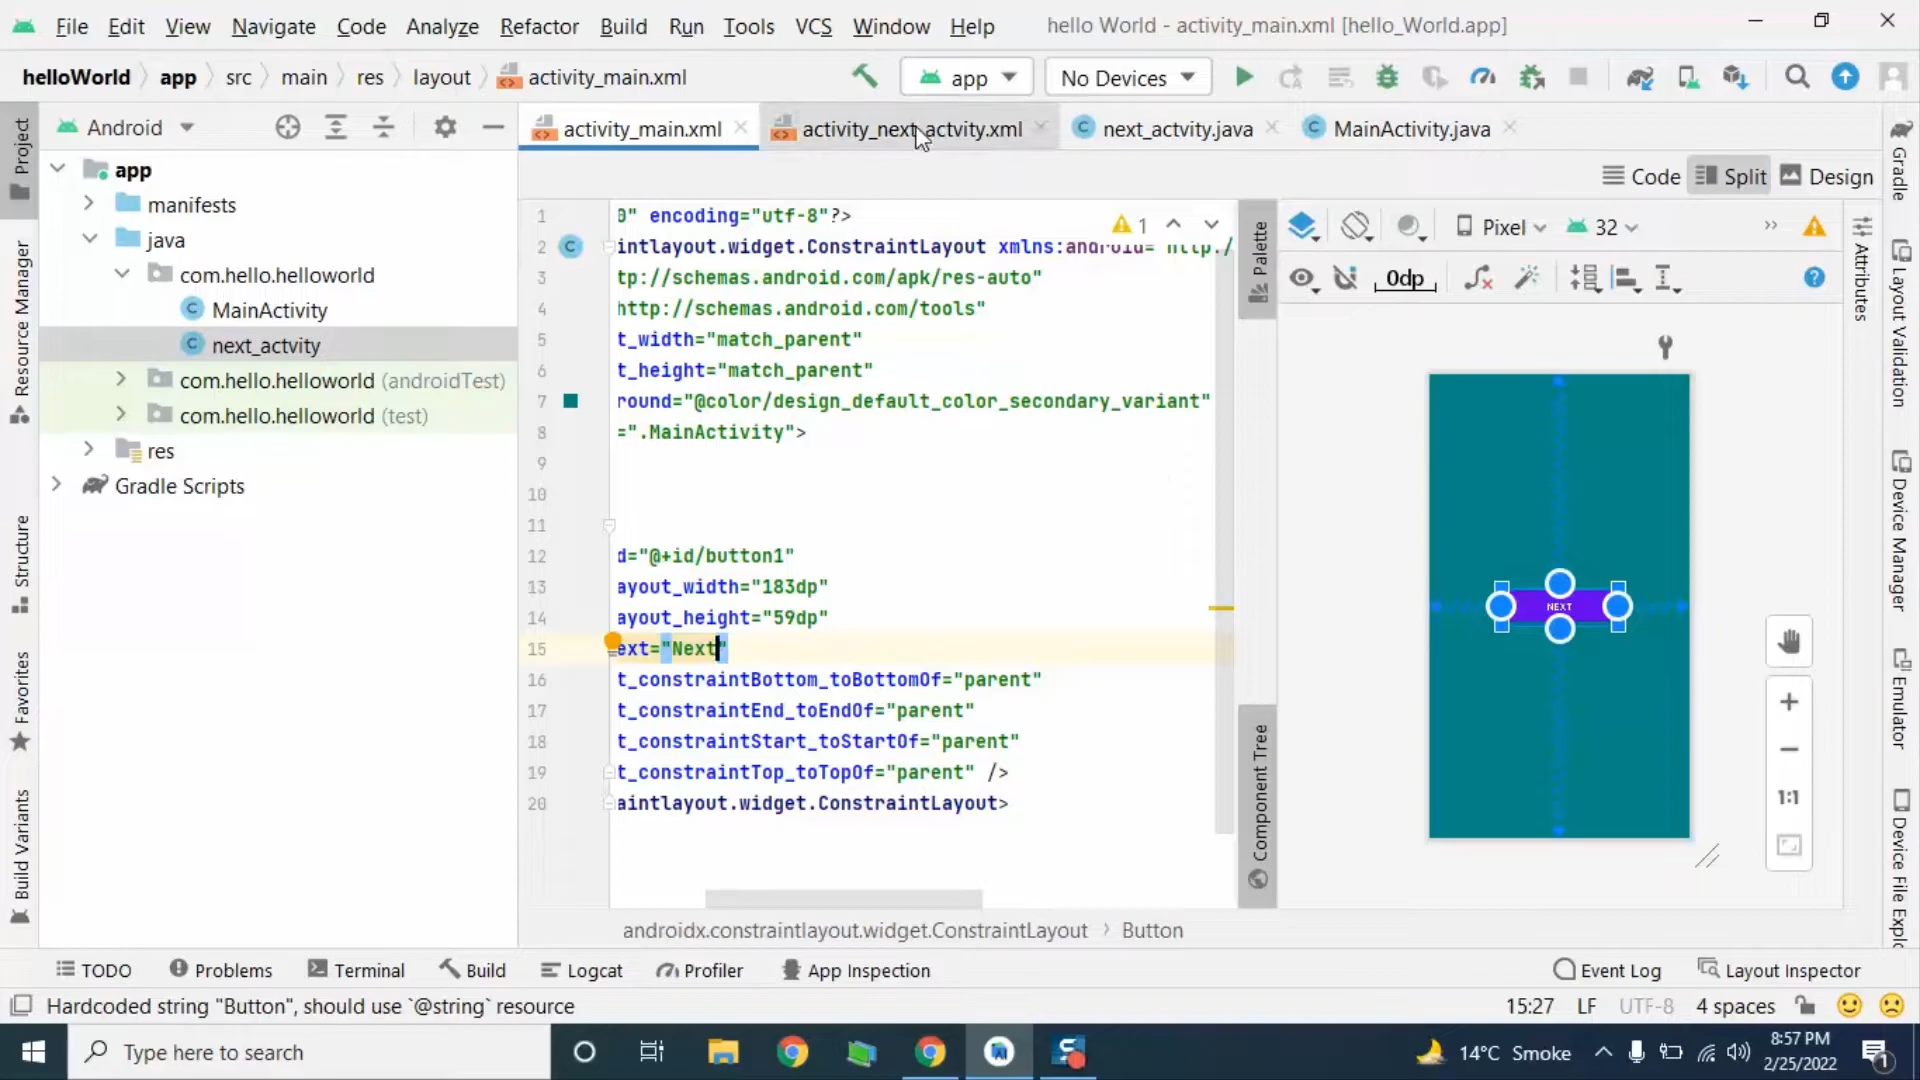 File Edit View Navigate Code Analyze Refactor Build Run Tools VCS Window Help hello World - activity_main.xml [hello_World.app]
helloWorld app src main res layout activity_main.xml app No Devices
Project Android activity_main.xml activity_next_actvity.xml next_actvity.java MainActivity.java Gradle
Code Split Design
app
manifests
java
com.hello.helloworld
MainActivity
next_actvity
com.hello.helloworld (androidTest)
com.hello.helloworld (test)
res
Gradle Scripts
Resource Manager
Structure
Favorites
Build Variants
1 0" encoding="utf-8"?> 1
2 intlayout.widget.ConstraintLayout xmlns:android="http:/
3 tp://schemas.android.com/apk/res-auto"
4 http://schemas.android.com/tools"
5 t_width="match_parent"
6 t_height="match_parent"
7 round="@color/design_default_color_secondary_variant"
8 =".MainActivity">
9
10
11
12 d="@+id/button1"
13 ayout_width="183dp"
14 ayout_height="59dp"
15 ext="Next"
16 t_constraintBottom_toBottomOf="parent"
17 t_constraintEnd_toEndOf="parent"
18 t_constraintStart_toStartOf="parent"
19 t_constraintTop_toTopOf="parent" />
20 aintlayout.widget.ConstraintLayout>
Palette
Component Tree
Pixel 32
0dp
NEXT
1:1
Attributes
Layout Validation
Device Manager
Emulator
Device File Explo
androidx.constraintlayout.widget.ConstraintLayout Button
TODO Problems Terminal Build Logcat Profiler App Inspection Event Log Layout Inspector
Hardcoded string "Button", should use `@string` resource 15:27 LF UTF-8 4 spaces
Type here to search 14°C Smoke 8:57 PM
2/25/2022 1